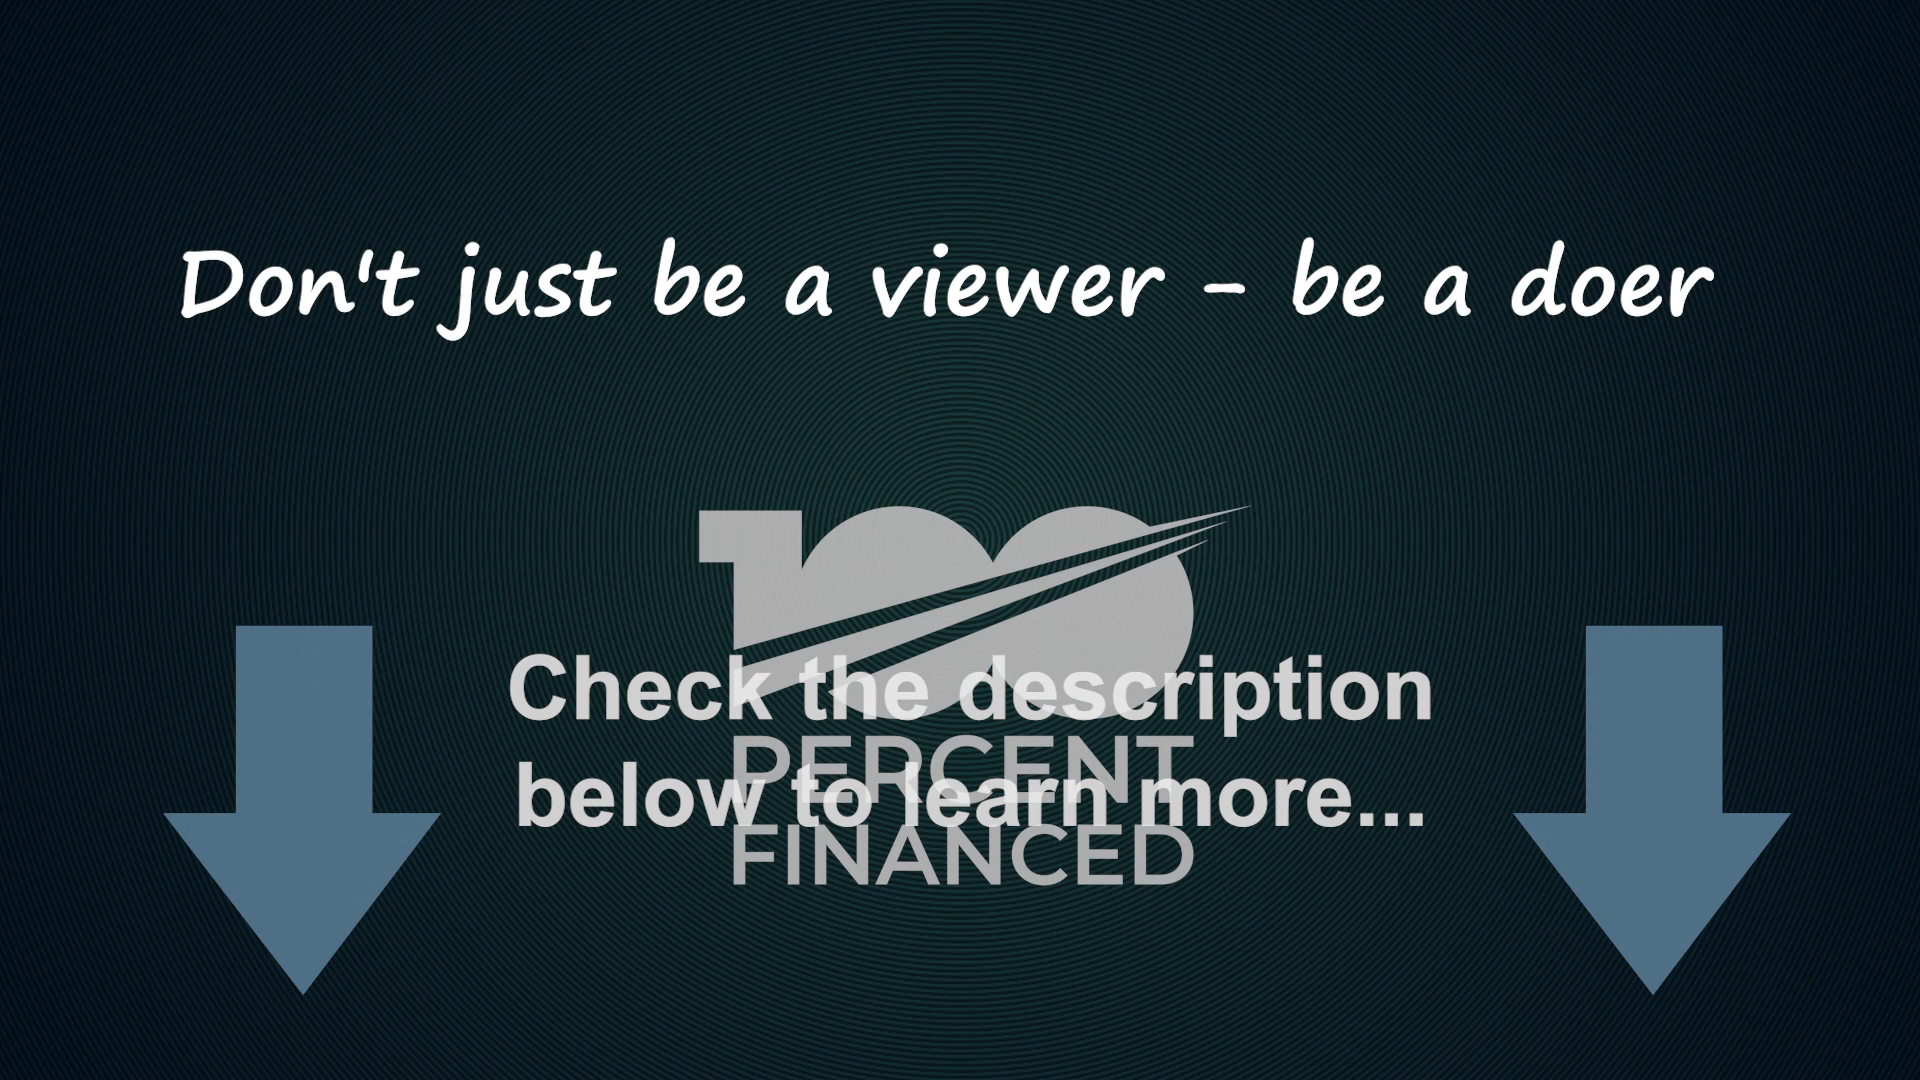 Don't just be a viewer - be a doer
100
Check the description
PERCENT
below to learn more...
FINANCED